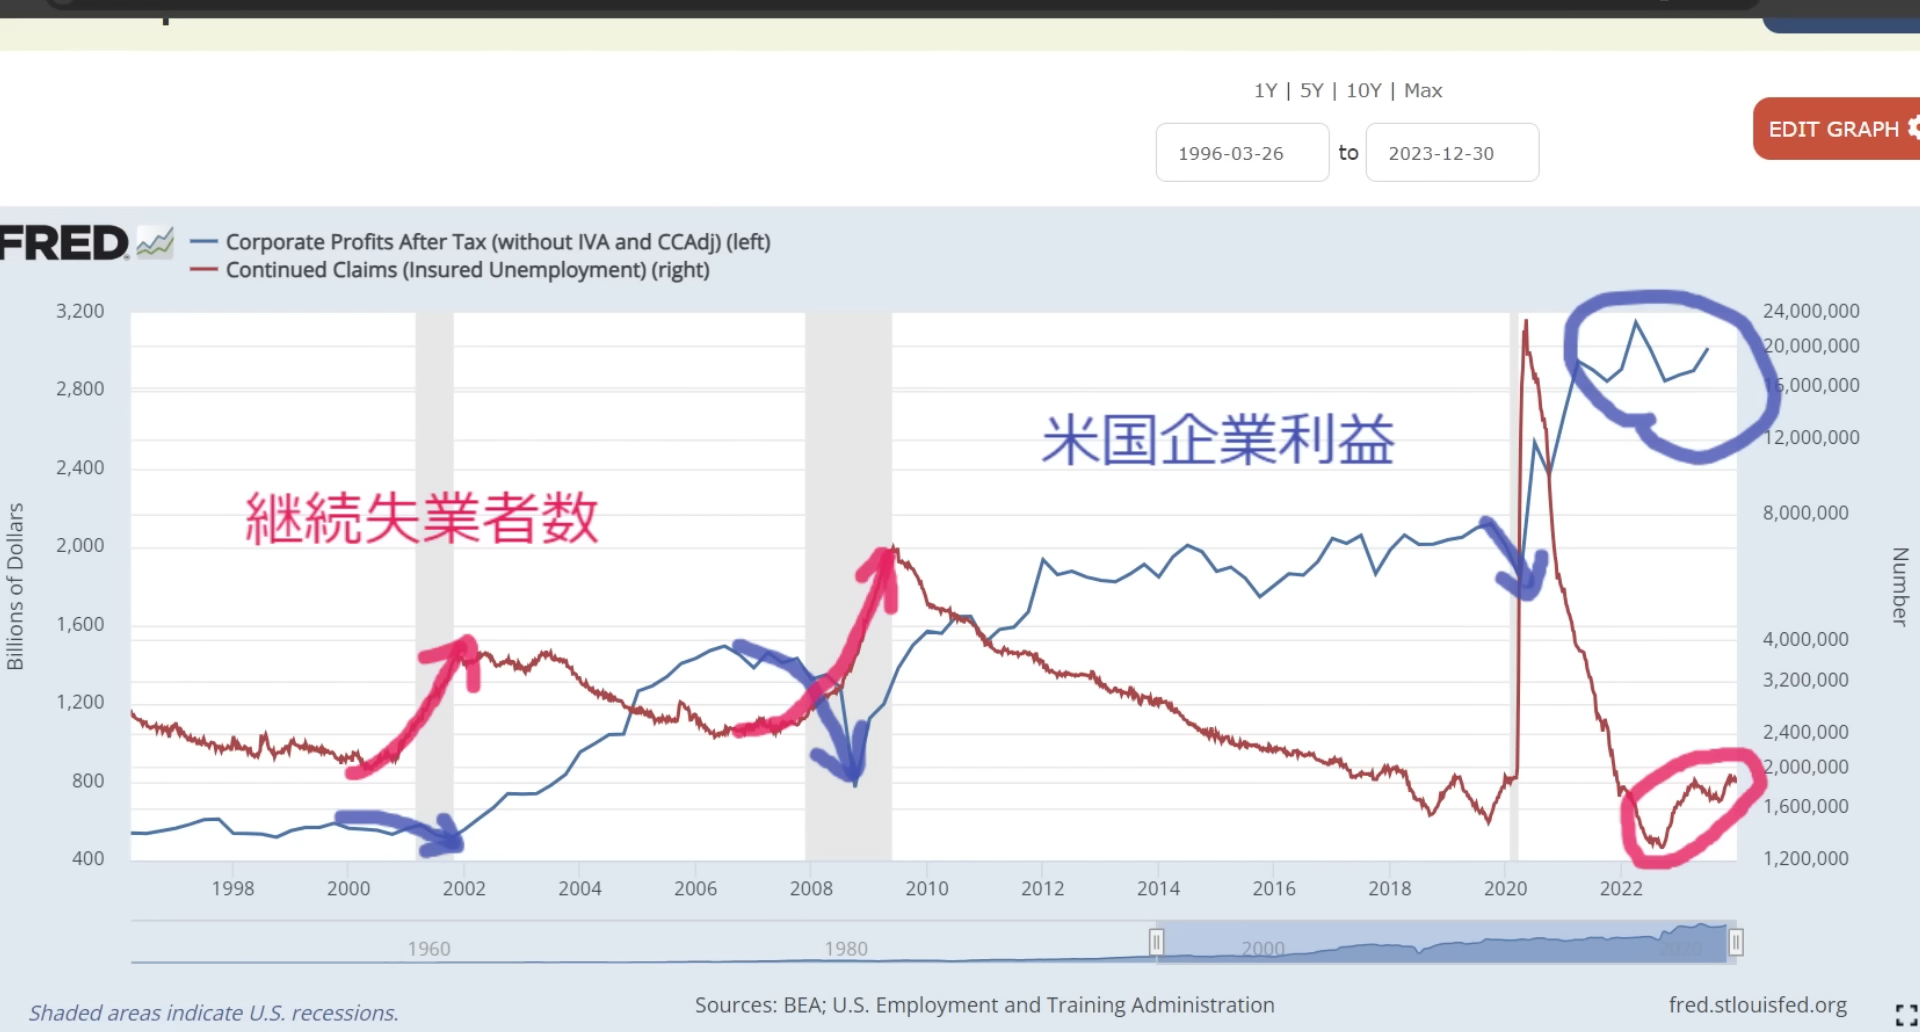 1Y | 5Y | 10Y | Max
1996-03-26 to 2023-12-30
EDIT GRAPH
FRED
Corporate Profits After Tax (without IVA and CCAdj) (left)
Continued Claims (Insured Unemployment) (right)
3,200
2,800
2,400
2,000
1,600
1,200
800
400
Billions of Dollars
24,000,000
20,000,000
16,000,000
12,000,000
8,000,000
4,000,000
3,200,000
2,400,000
2,000,000
1,600,000
1,200,000
Number
米国企業利益
継続失業者数
1998 2000 2002 2004 2006 2008 2010 2012 2014 2016 2018 2020 2022
1960 1980 2000 2020
Shaded areas indicate U.S. recessions.
Sources: BEA; U.S. Employment and Training Administration
fred.stlouisfed.org